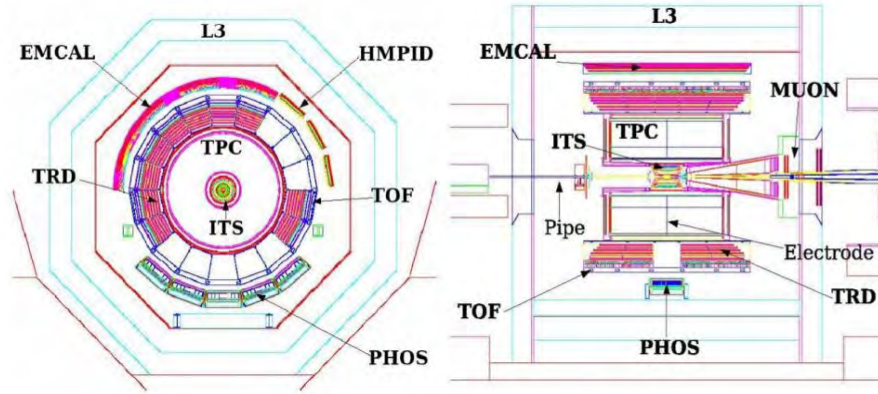 L3
EMCAL
HMPID
TPC
TRD
TOF
ITS
PHOS
L3
EMCAL
MUON
TPC
ITS
Pipe
Electrode
TOF
TRD
PHOS